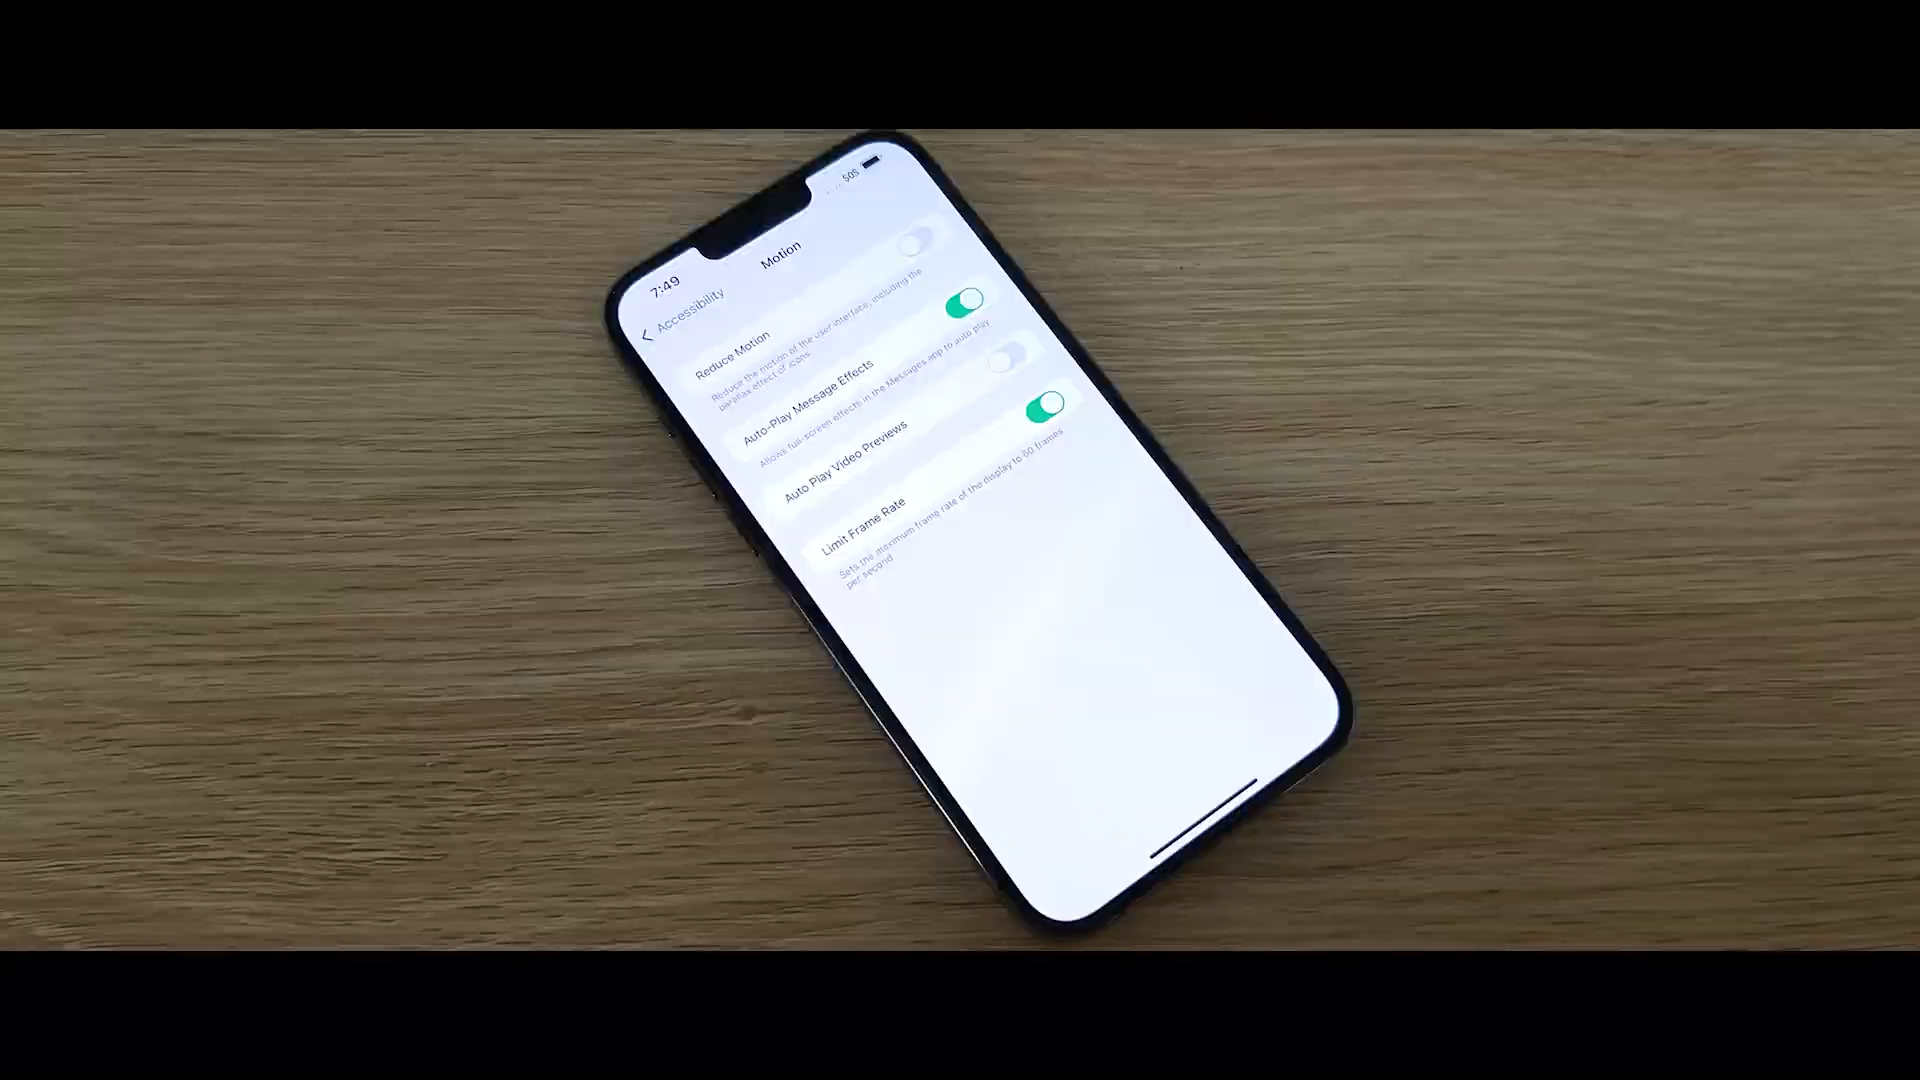 7:49
SOS
Accessibility
Motion
Reduce Motion
Reduce the motion of the user interface, including the
parallax effect of icons
Auto-Play Message Effects
Allows full-screen effects in the Messages app to auto play
Auto Play Video Previews
Limit Frame Rate
Sets the maximum frame rate of the display to 60 frames
per second